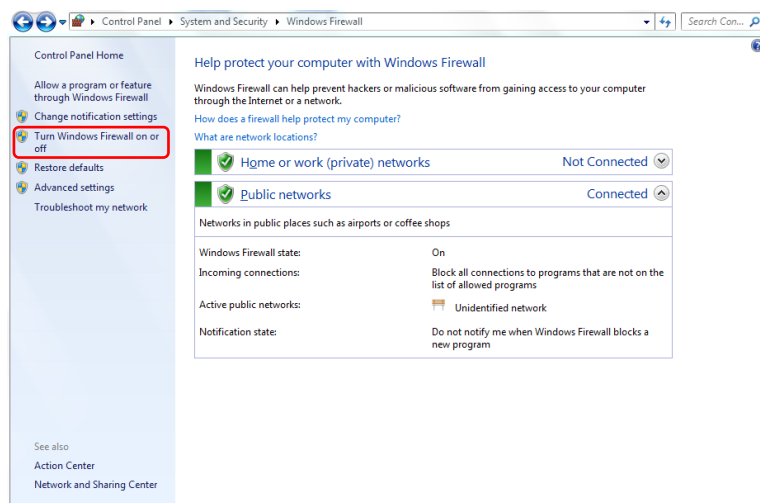 Control Panel
System and Security
Windows Firewall
Search Con...
Control Panel Home
Allow a program or feature
through Windows Firewall
Change notification settings
Turn Windows Firewall on or
off
Restore defaults
Advanced settings
Troubleshoot my network
See also
Action Center
Network and Sharing Center
Help protect your computer with Windows Firewall
Windows Firewall can help prevent hackers or malicious software from gaining access to your computer
through the Internet or a network.
How does a firewall help protect my computer?
What are network locations?
Home or work (private) networks Not Connected
Public networks Connected
Networks in public places such as airports or coffee shops
Windows Firewall state: On
Incoming connections: Block all connections to programs that are not on the
list of allowed programs
Active public networks: Unidentified network
Notification state: Do not notify me when Windows Firewall blocks a
new program